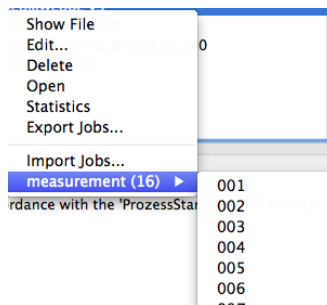 Show File
Edit...
0
Delete
Open
Statistics
Export Jobs...
Import Jobs...
measurement (16)
001
rdance with the 'ProzessStar
002
003
004
005
006